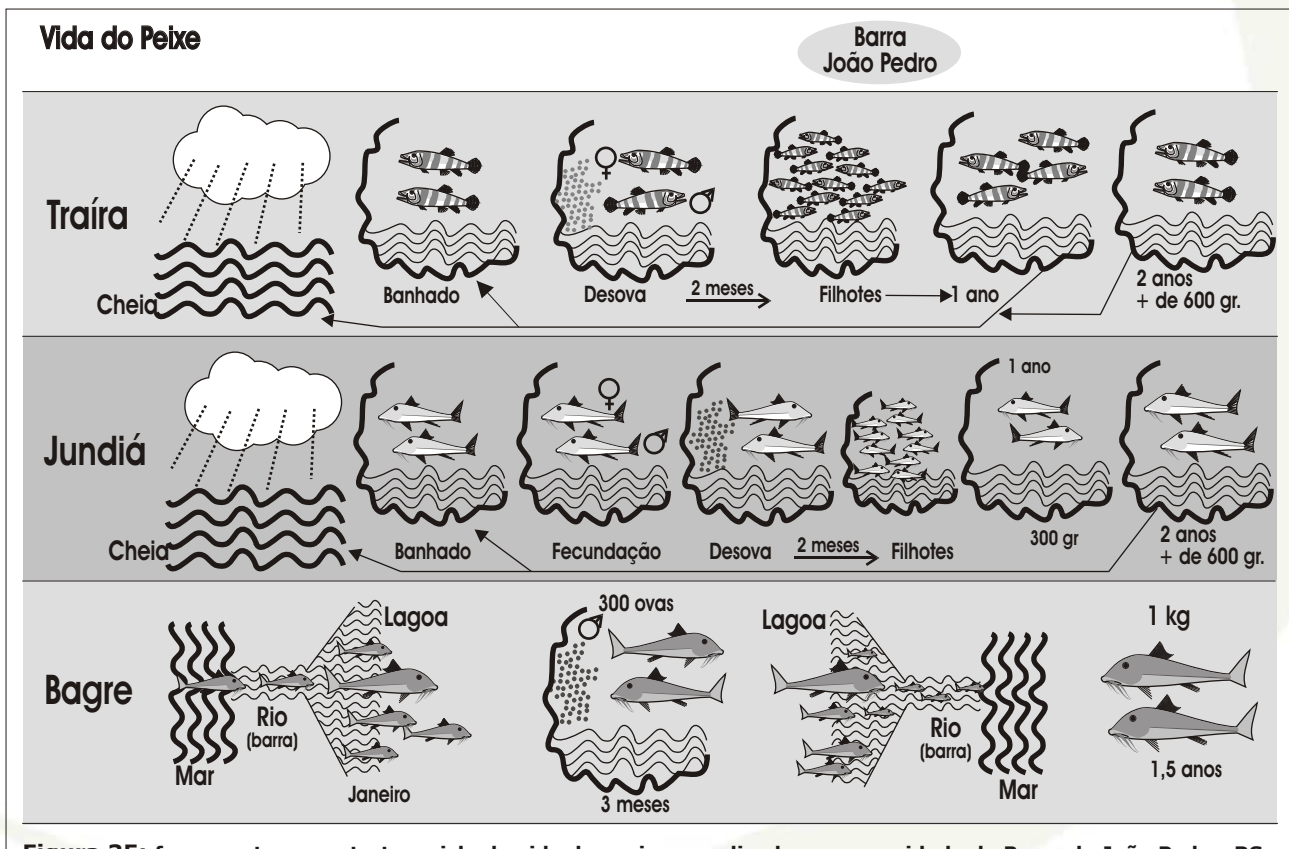 Vida do Peixe
Barra
João Pedro
Traíra
Cheia
Banhado
Desova
2 meses
Filhotes
1 ano
2 anos
+ de 600 gr.
Jundiá
Cheia
Banhado
Fecundação
Desova
2 meses
Filhotes
1 ano
300 gr
2 anos
+ de 600 gr.
Bagre
Mar
Rio
(barra)
Lagoa
Janeiro
300 ovas
3 meses
Lagoa
Rio
(barra)
Mar
1 kg
1,5 anos